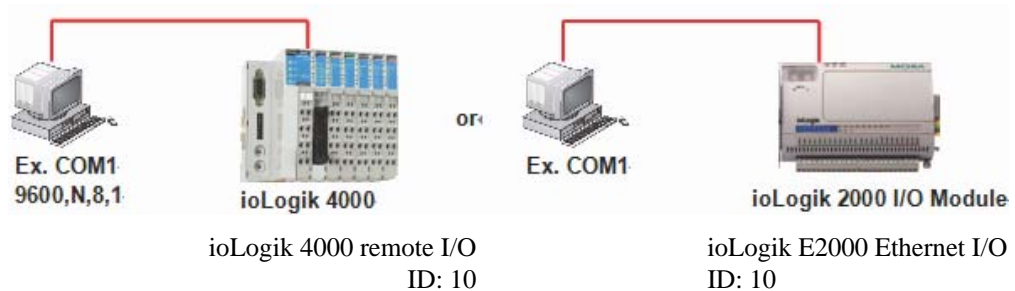 or
Ex. COM1
9600,N,8,1
ioLogik 4000
MOXA
Ex. COM1
ioLogik 2000 I/O Module
ioLogik 4000 remote I/O
ID: 10
ioLogik E2000 Ethernet I/O
ID: 10